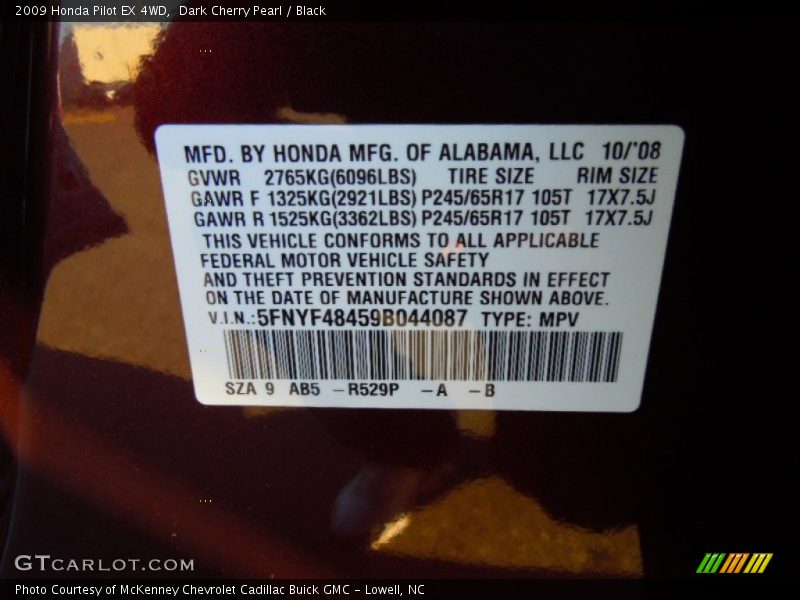 2009 Honda Pilot EX 4WD, Dark Cherry Pearl / Black
MFD. BY HONDA MFG. OF ALABAMA, LLC 10/'08
GVWR 2765KG(6096LBS) TIRE SIZE RIM SIZE
GAWR F 1325KG(2921LBS) P245/65R17 105T 17X7.5J
GAWR R 1525KG(3362LBS) P245/65R17 105T 17X7.5J
THIS VEHICLE CONFORMS TO ALL APPLICABLE
FEDERAL MOTOR VEHICLE SAFETY
AND THEFT PREVENTION STANDARDS IN EFFECT
ON THE DATE OF MANUFACTURE SHOWN ABOVE.
V.I.N.:5FNYF48459B044087 TYPE: MPV
SZA 9 AB5 -R529P -A -B
GTCARLOT.COM
Photo Courtesy of McKenney Chevrolet Cadillac Buick GMC - Lowell, NC